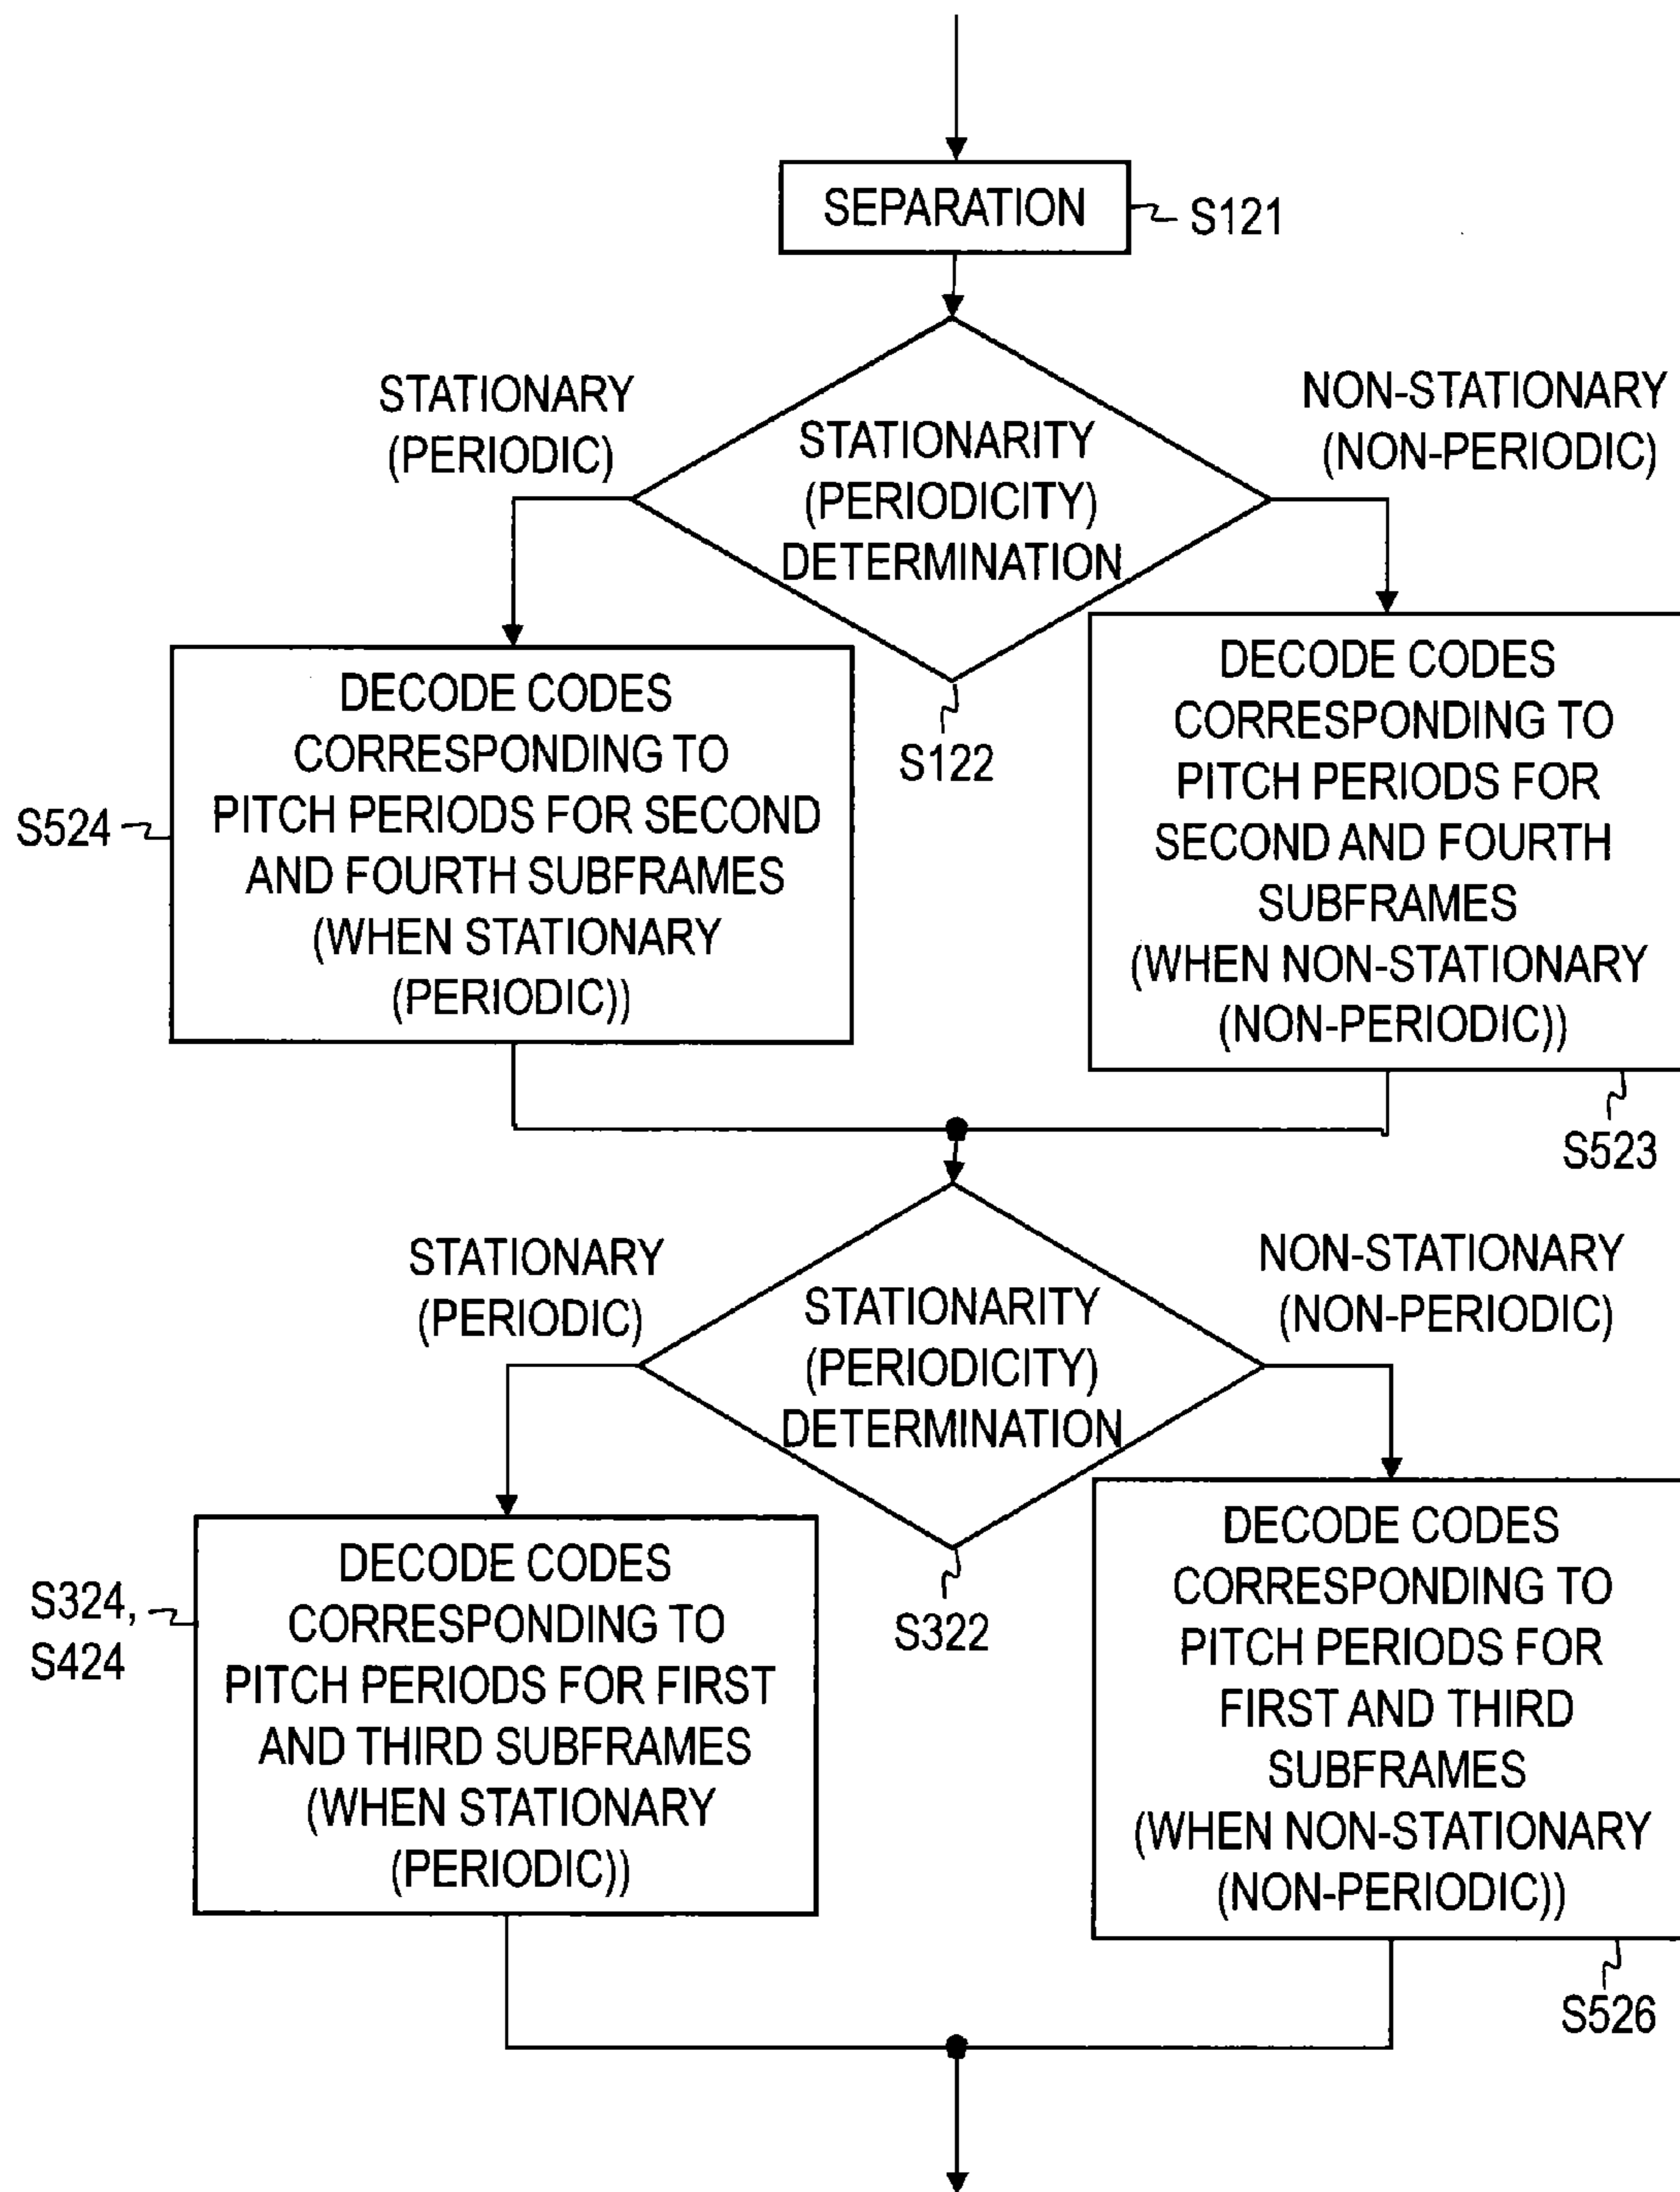 SEPARATION
S121
STATIONARY
(PERIODIC)
NON-STATIONARY
(NON-PERIODIC)
STATIONARITY
(PERIODICITY)
DETERMINATION
S122
S524
DECODE CODES
CORRESPONDING TO
PITCH PERIODS FOR SECOND
AND FOURTH SUBFRAMES
(WHEN STATIONARY
(PERIODIC))
DECODE CODES
CORRESPONDING TO
PITCH PERIODS FOR
SECOND AND FOURTH
SUBFRAMES
(WHEN NON-STATIONARY
(NON-PERIODIC))
S523
STATIONARY
(PERIODIC)
NON-STATIONARY
(NON-PERIODIC)
STATIONARITY
(PERIODICITY)
DETERMINATION
S322
S324,
S424
DECODE CODES
CORRESPONDING TO
PITCH PERIODS FOR FIRST
AND THIRD SUBFRAMES
(WHEN STATIONARY
(PERIODIC))
DECODE CODES
CORRESPONDING TO
PITCH PERIODS FOR
FIRST AND THIRD
SUBFRAMES
(WHEN NON-STATIONARY
(NON-PERIODIC))
S526